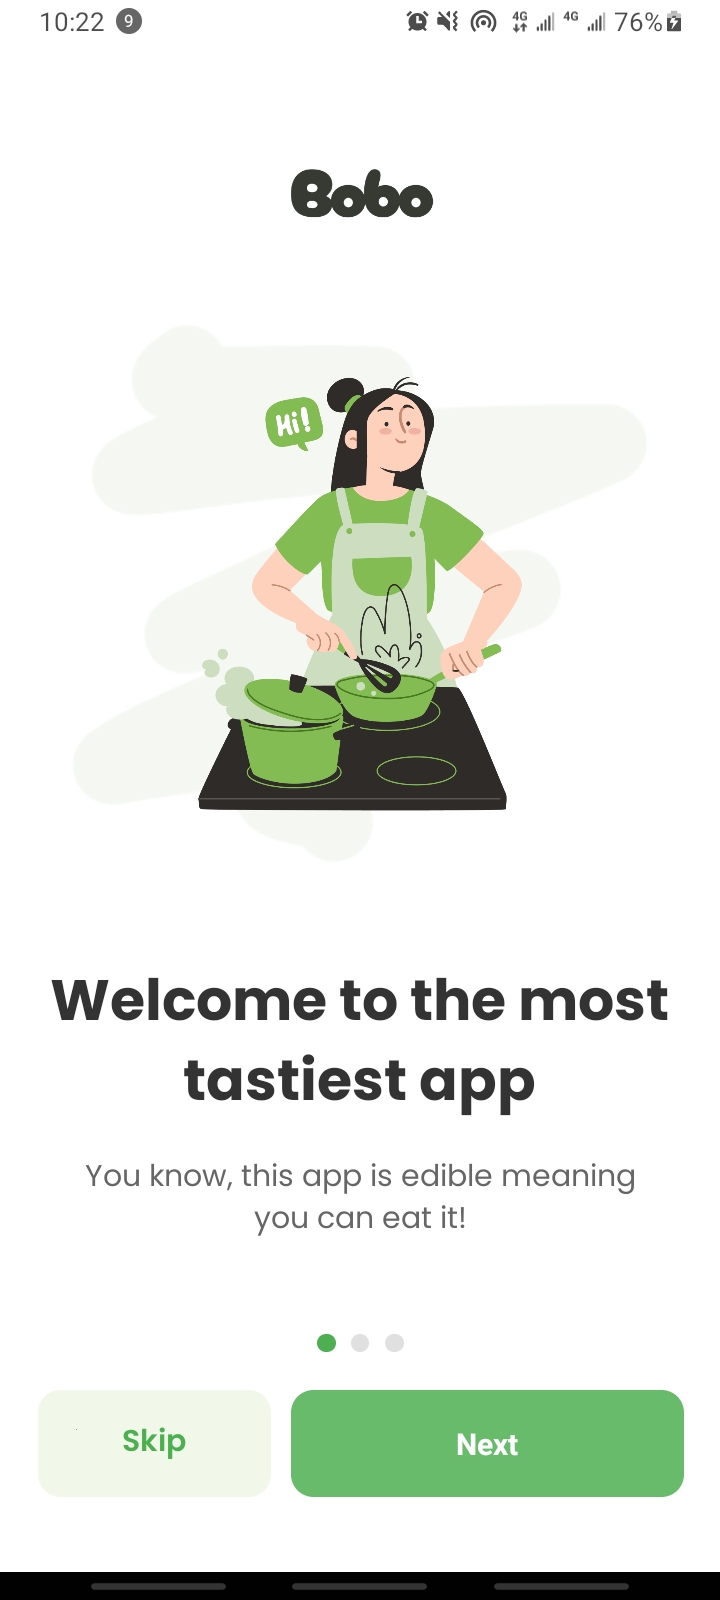 10:22 9 4G 4G 76%
Bobo
Hi!
Welcome to the most
tastiest app
You know, this app is edible meaning
you can eat it!
Skip
Next